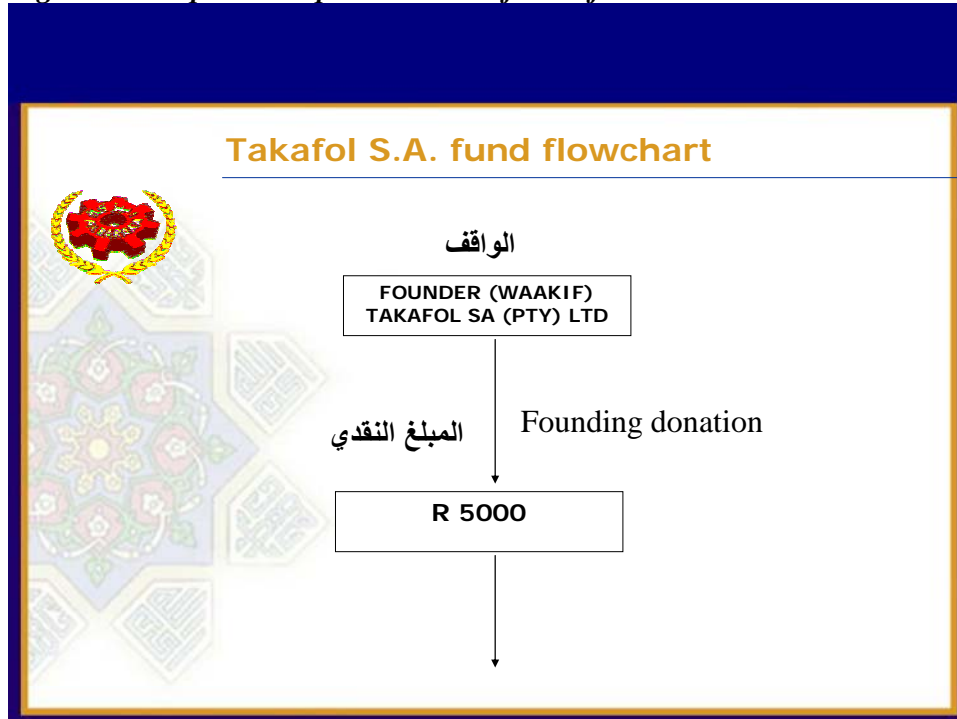 Takafol S.A. fund flowchart
الواقف
FOUNDER (WAAKIF)
TAKAFOL SA (PTY) LTD
المبلغ النقدي
Founding donation
R 5000